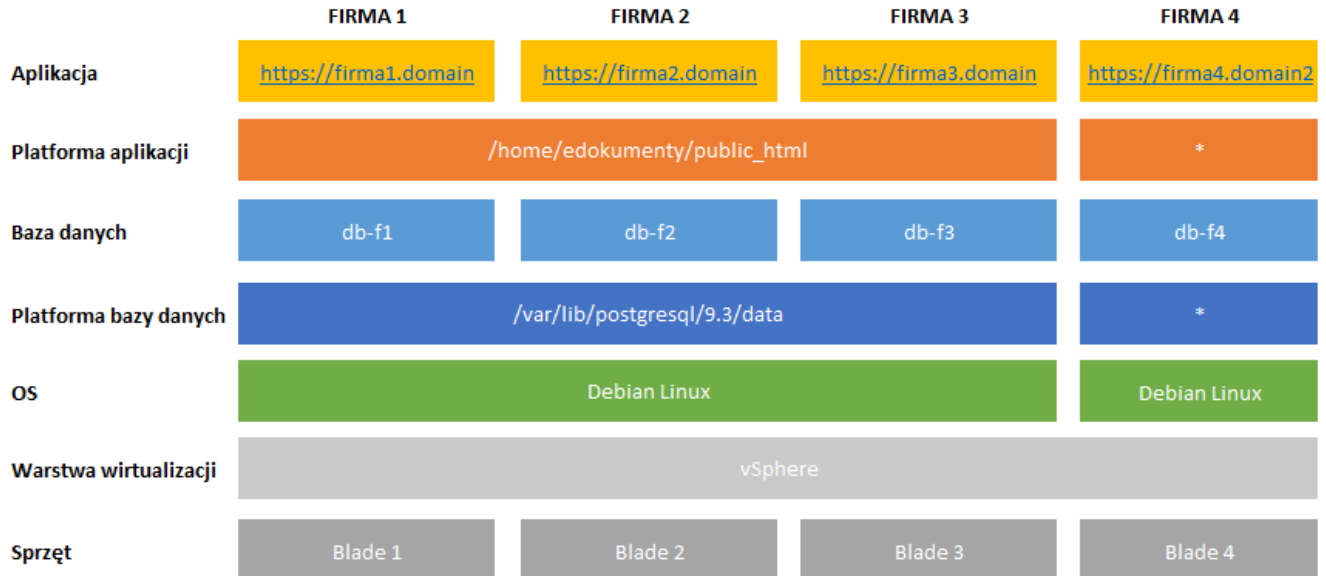 FIRMA 1 FIRMA 2 FIRMA 3 FIRMA 4
Aplikacja https://firma1.domain https://firma2.domain https://firma3.domain https://firma4.domain2
Platforma aplikacji /home/edokumenty/public_html *
Baza danych db-f1 db-f2 db-f3 db-f4
Platforma bazy danych /var/lib/postgresql/9.3/data *
OS Debian Linux Debian Linux
Warstwa wirtualizacji vSphere
Sprzęt Blade 1 Blade 2 Blade 3 Blade 4